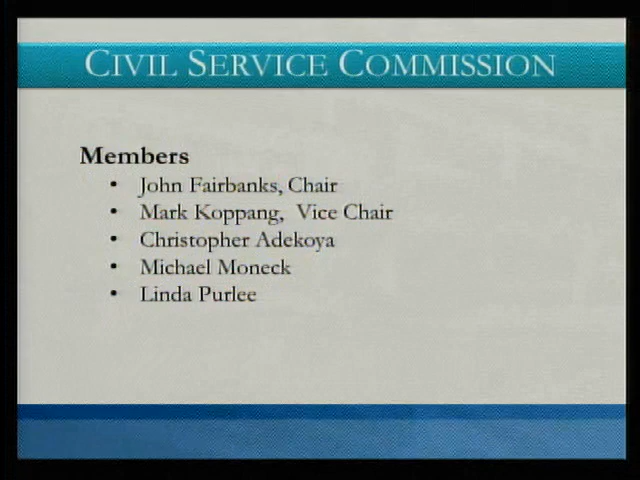 CIVIL SERVICE COMMISSION
Members
• John Fairbanks, Chair
• Mark Koppang, Vice Chair
• Christopher Adekoya
• Michael Moneck
• Linda Purlee